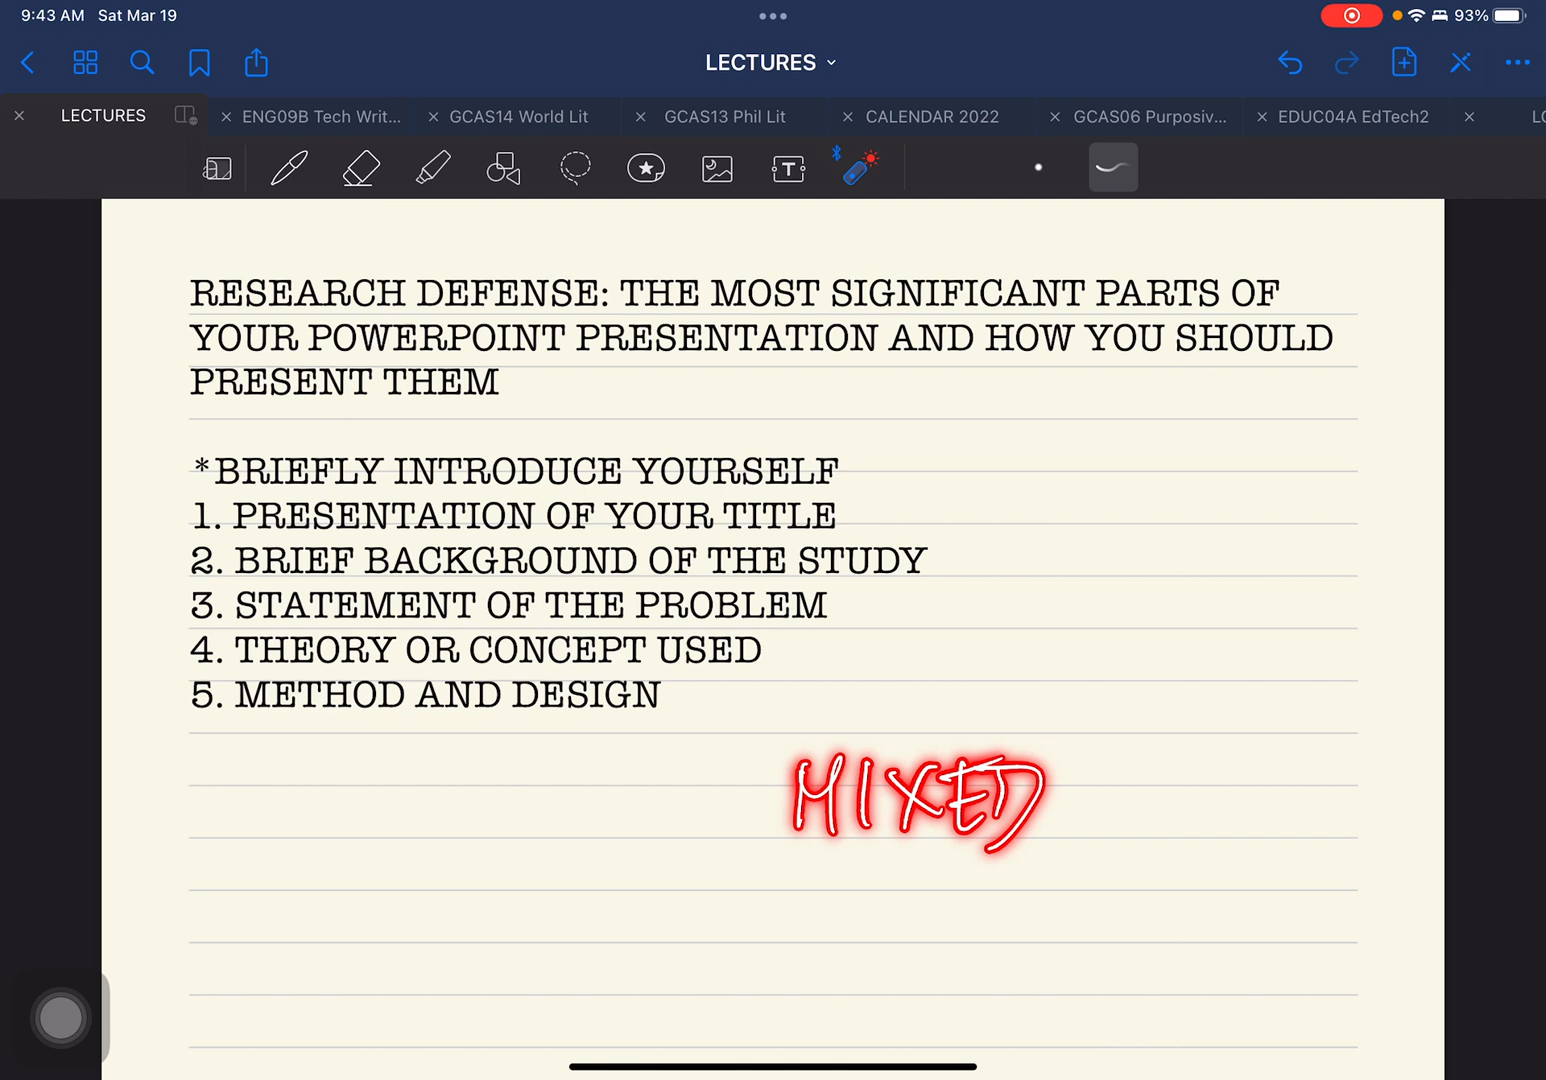 9:43 AM Sat Mar 19
93%
LECTURES
LECTURES
ENG09B Tech Writ...
GCAS14 World Lit
GCAS13 Phil Lit
CALENDAR 2022
GCAS06 Purposiv...
EDUC04A EdTech2
RESEARCH DEFENSE: THE MOST SIGNIFICANT PARTS OF
YOUR POWERPOINT PRESENTATION AND HOW YOU SHOULD
PRESENT THEM
*BRIEFLY INTRODUCE YOURSELF
1. PRESENTATION OF YOUR TITLE
2. BRIEF BACKGROUND OF THE STUDY
3. STATEMENT OF THE PROBLEM
4. THEORY OR CONCEPT USED
5. METHOD AND DESIGN
MIXED